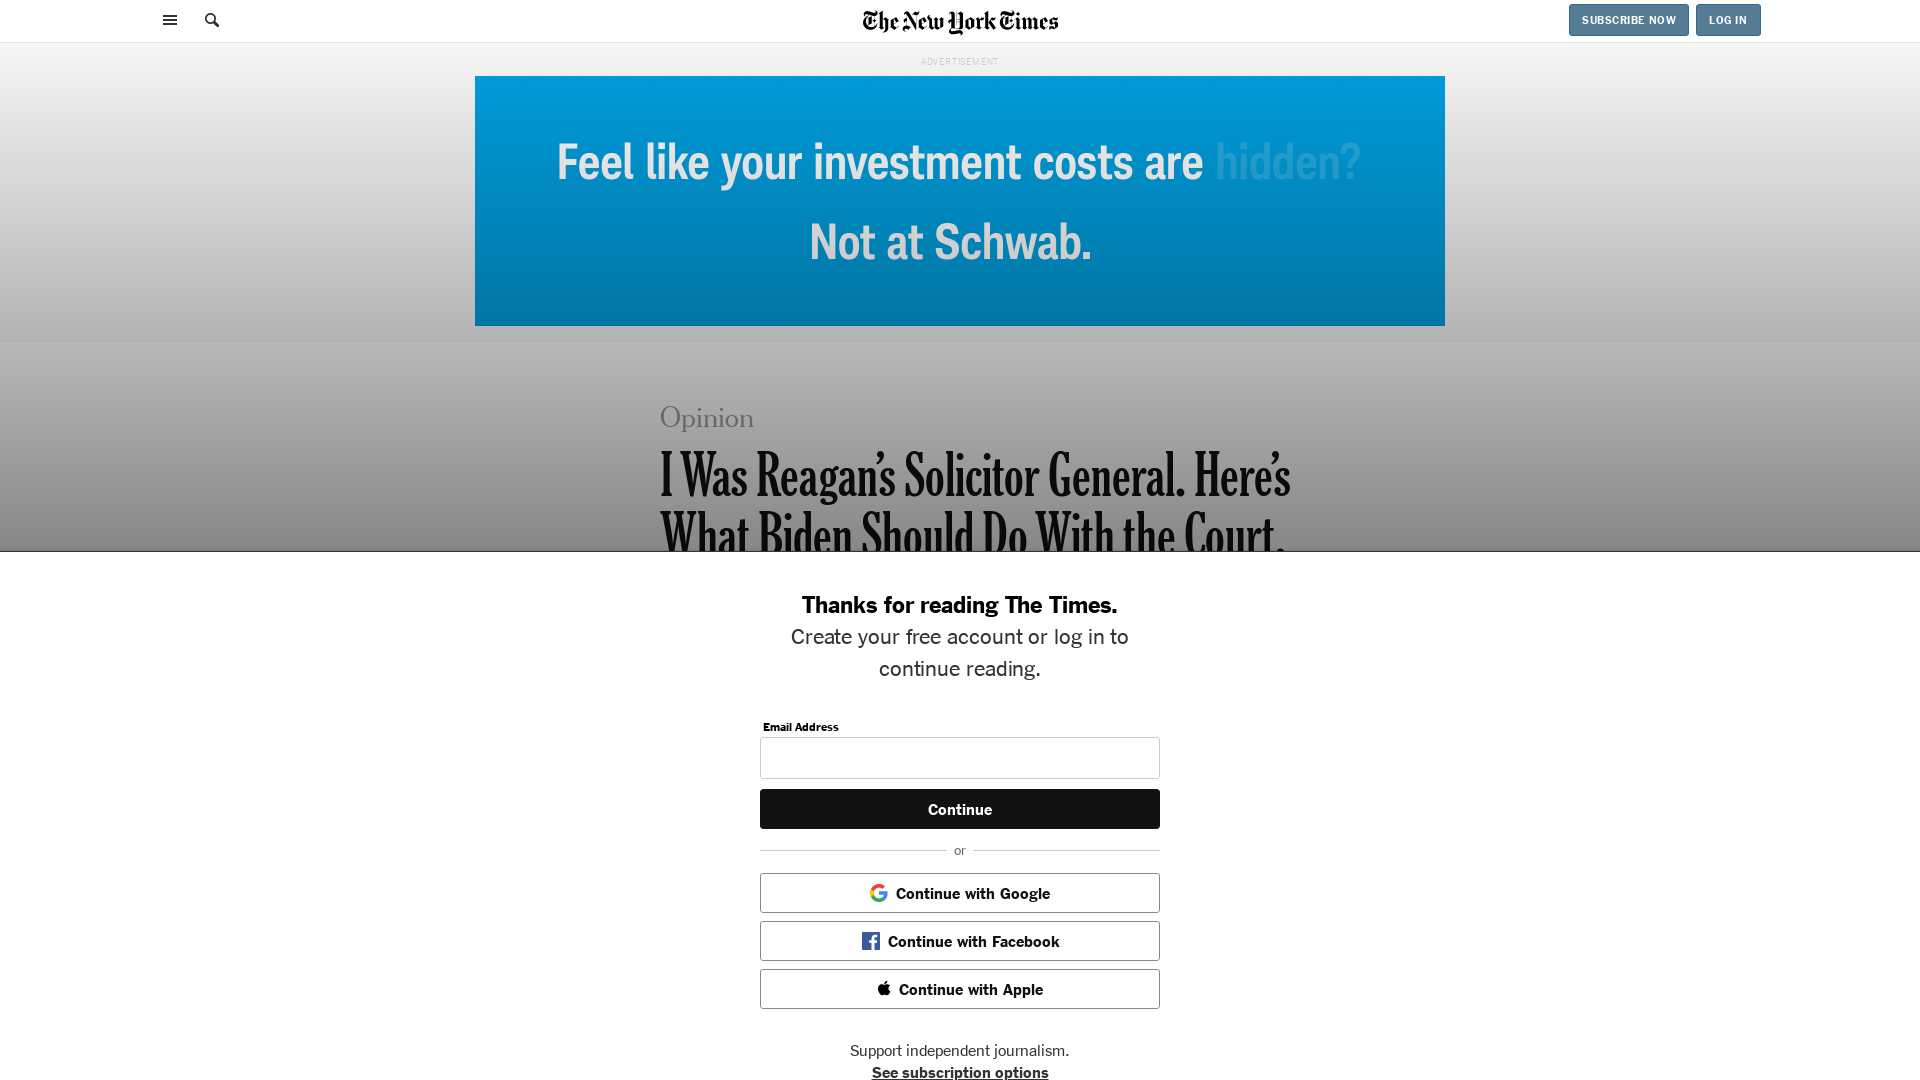 The New York Times
SUBSCRIBE NOW
LOG IN
ADVERTISEMENT
Feel like your investment costs are hidden?
Not at Schwab.
Opinion
I Was Reagan’s Solicitor General. Here’s
What Biden Should Do With the Court.
Thanks for reading The Times.
Create your free account or log in to
continue reading.
Email Address
Continue
or
Continue with Google
Continue with Facebook
Continue with Apple
Support independent journalism.
See subscription options